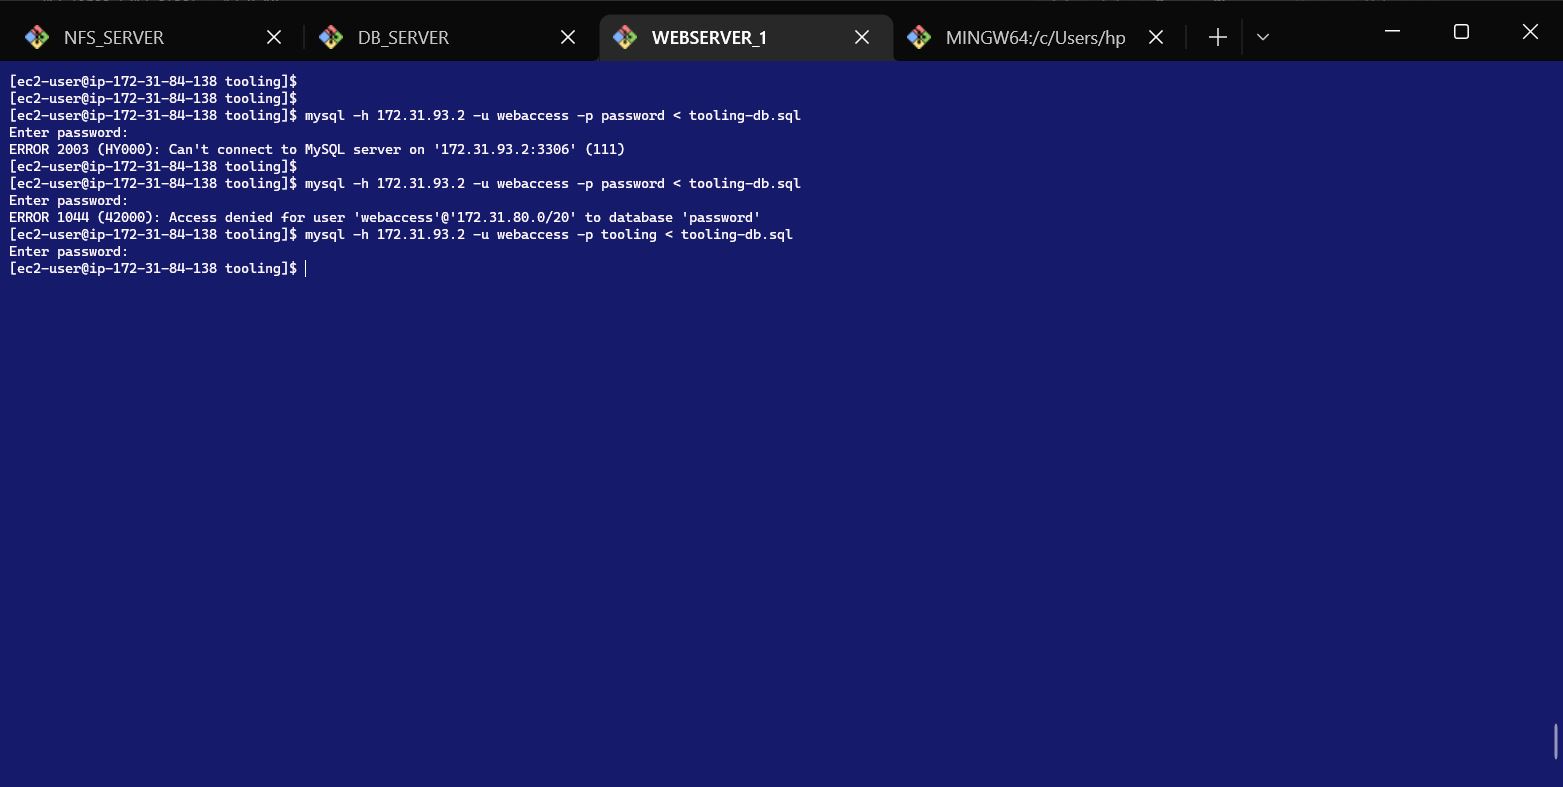 NFS_SERVER DB_SERVER WEBSERVER_1 MINGW64:/c/Users/hp
[ec2-user@ip-172-31-84-138 tooling]$
[ec2-user@ip-172-31-84-138 tooling]$
[ec2-user@ip-172-31-84-138 tooling]$ mysql -h 172.31.93.2 -u webaccess -p password < tooling-db.sql
Enter password:
ERROR 2003 (HY000): Can't connect to MySQL server on '172.31.93.2:3306' (111)
[ec2-user@ip-172-31-84-138 tooling]$
[ec2-user@ip-172-31-84-138 tooling]$ mysql -h 172.31.93.2 -u webaccess -p password < tooling-db.sql
Enter password:
ERROR 1044 (42000): Access denied for user 'webaccess'@'172.31.80.0/20' to database 'password'
[ec2-user@ip-172-31-84-138 tooling]$ mysql -h 172.31.93.2 -u webaccess -p tooling < tooling-db.sql
Enter password:
[ec2-user@ip-172-31-84-138 tooling]$